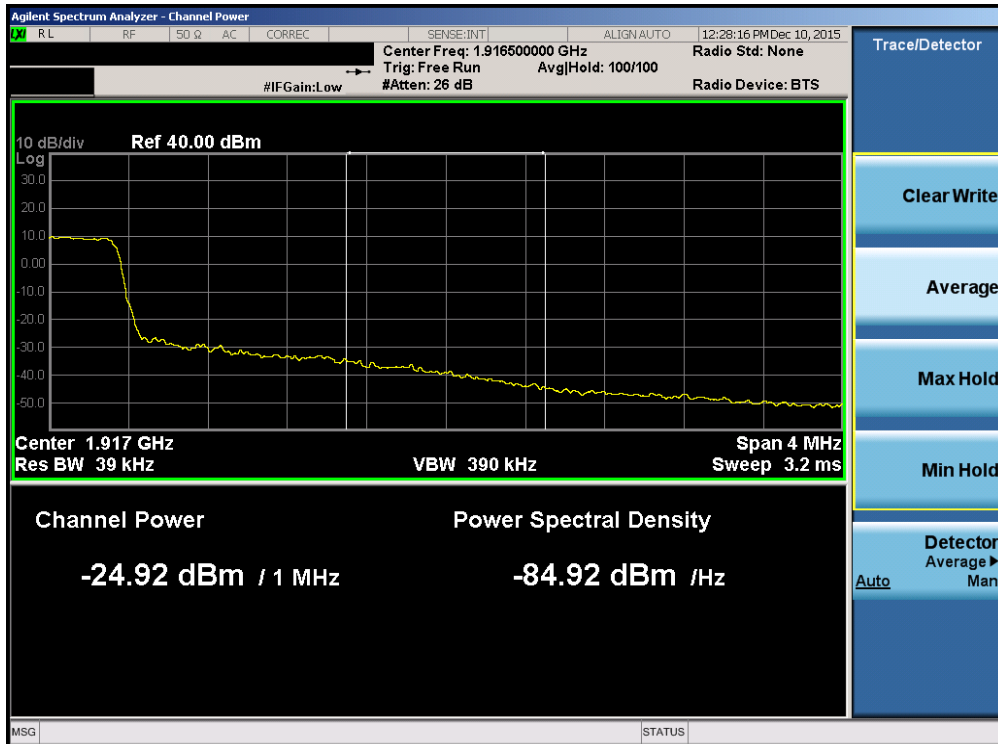 Agilent Spectrum Analyzer - Channel Power
LXI RL RF 50 Ω AC CORREC SENSE:INT ALIGN AUTO 12:28:16 PM Dec 10, 2015
Center Freq: 1.916500000 GHz Radio Std: None
Trig: Free Run Avg|Hold: 100/100
#IFGain:Low #Atten: 26 dB Radio Device: BTS
10 dB/div Ref 40.00 dBm
Log
30.0
20.0
10.0
0.00
-10.0
-20.0
-30.0
-40.0
-50.0
Center 1.917 GHz Span 4 MHz
Res BW 39 kHz VBW 390 kHz Sweep 3.2 ms
Channel Power Power Spectral Density
-24.92 dBm / 1 MHz -84.92 dBm /Hz
MSG STATUS
Trace/Detector
Clear Write
Average
Max Hold
Min Hold
Detector
Average▶
Auto Man